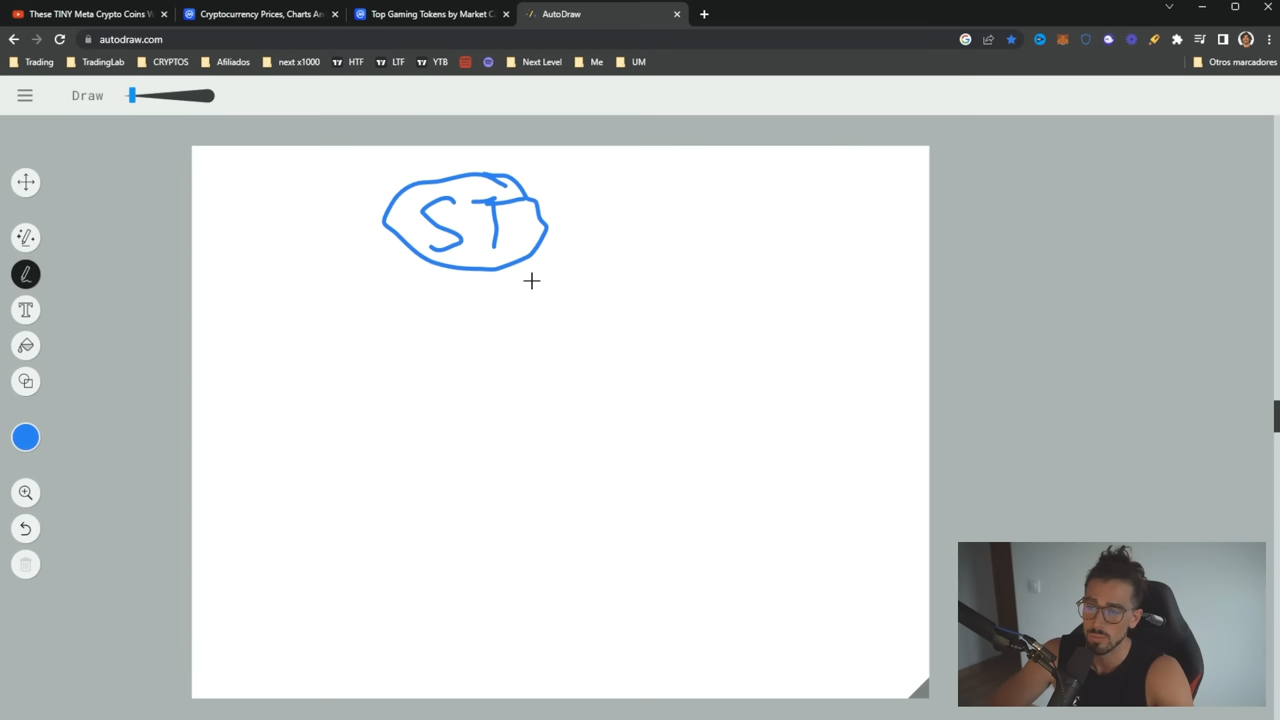 These TINY Meta Crypto Coins
Cryptocurrency Prices, Charts An
Top Gaming Tokens by Market C
AutoDraw
autodraw.com
Trading
TradingLab
CRYPTOS
Afiliados
next x1000
HTF
LTF
YTB
Next Level
Me
UM
Otros marcadores
Draw
ST